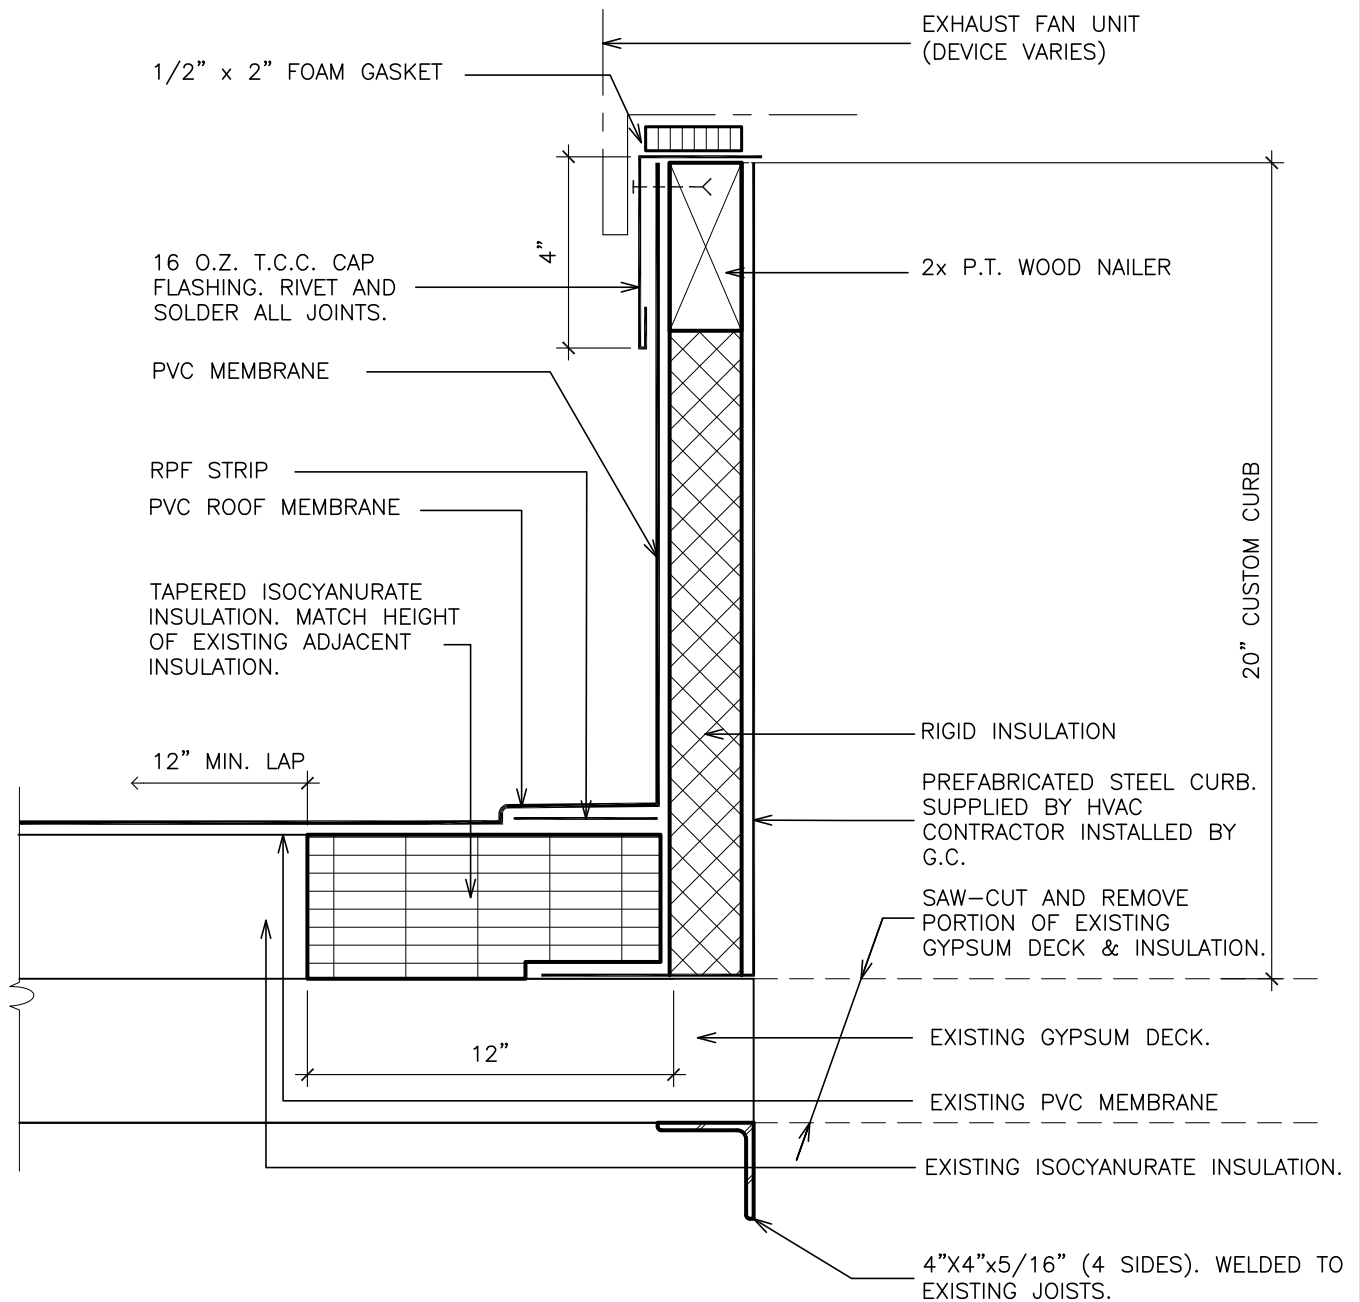 EXHAUST FAN UNIT
(DEVICE VARIES)
1/2” x 2” FOAM GASKET
4”
16 O.Z. T.C.C. CAP
FLASHING. RIVET AND
SOLDER ALL JOINTS.
2x P.T. WOOD NAILER
PVC MEMBRANE
RPF STRIP
PVC ROOF MEMBRANE
20” CUSTOM CURB
TAPERED ISOCYANURATE
INSULATION. MATCH HEIGHT
OF EXISTING ADJACENT
INSULATION.
RIGID INSULATION
12” MIN. LAP
PREFABRICATED STEEL CURB.
SUPPLIED BY HVAC
CONTRACTOR INSTALLED BY
G.C.
SAW-CUT AND REMOVE
PORTION OF EXISTING
GYPSUM DECK & INSULATION.
EXISTING GYPSUM DECK.
12”
EXISTING PVC MEMBRANE
EXISTING ISOCYANURATE INSULATION.
4”X4”x5/16” (4 SIDES). WELDED TO
EXISTING JOISTS.